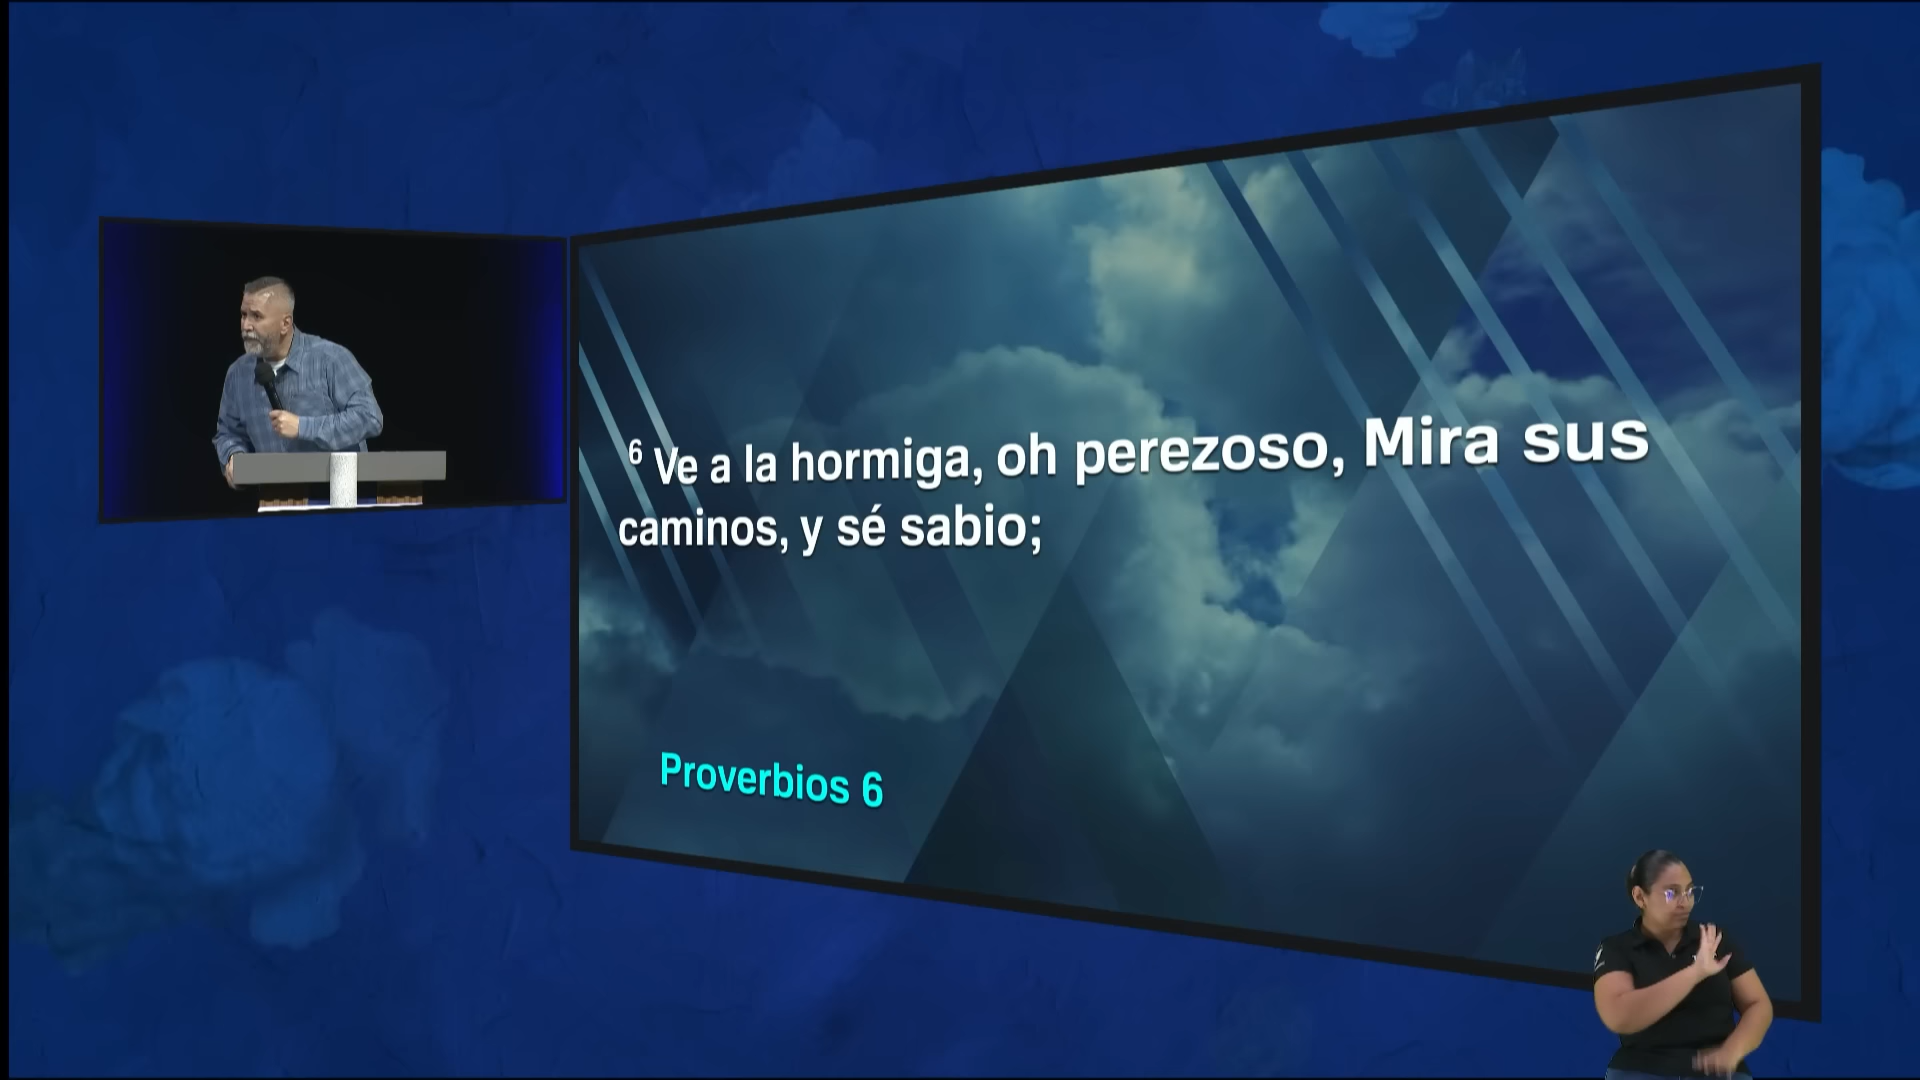 6 Ve a la hormiga, oh perezoso, Mira sus
caminos, y sé sabio;
Proverbios 6